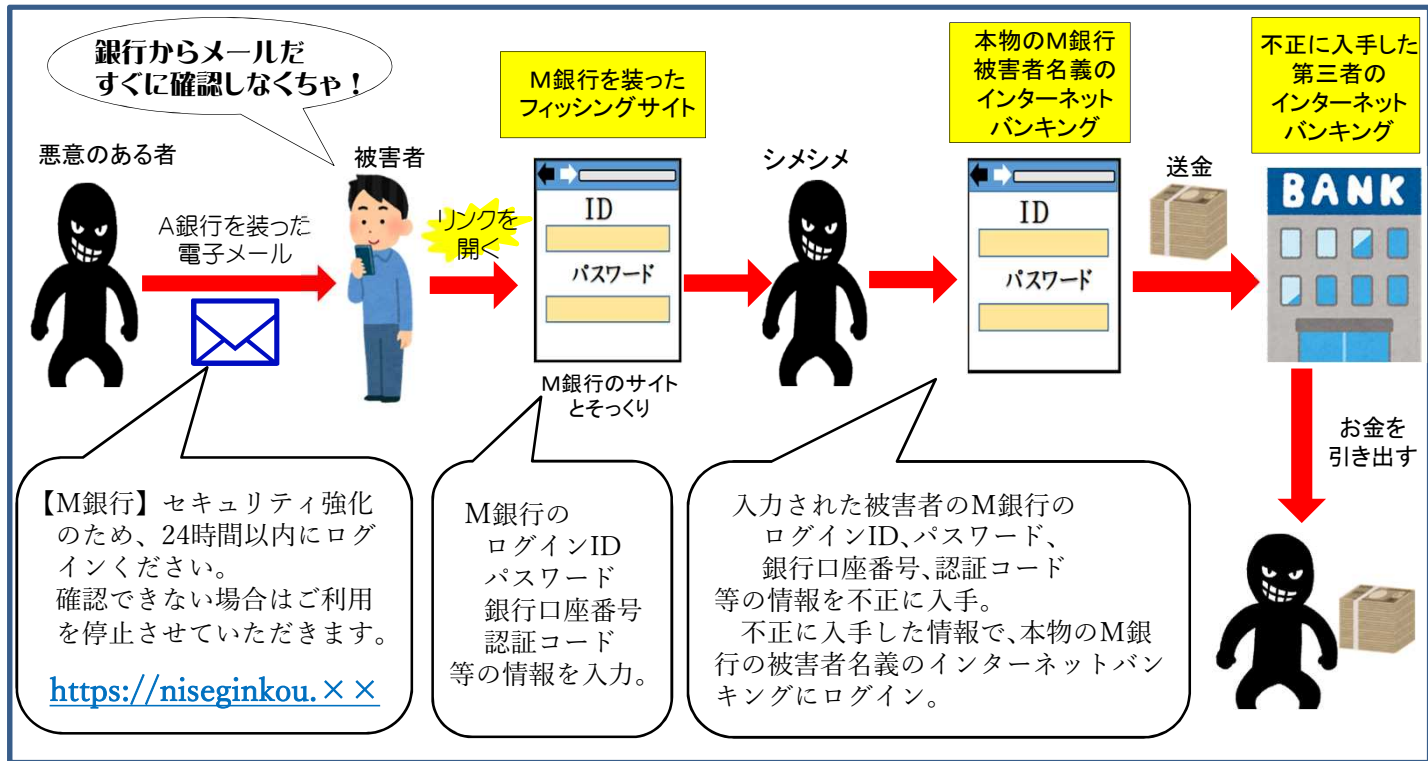 銀行からメールだ
すぐに確認しなくちゃ！
悪意のある者
A銀行を装った
電子メール
被害者
リンクを
開く
M銀行を装った
フィッシングサイト
ID
パスワード
M銀行のサイト
とそっくり
シメシメ
本物のM銀行
被害者名義の
インターネット
バンキング
ID
パスワード
送金
不正に入手した
第三者の
インターネット
バンキング
BANK
お金を
引き出す
【M銀行】セキュリティ強化
のため、24時間以内にログ
インください。
確認できない場合はご利用
を停止させていただきます。
https://niseginkou.××
M銀行の
ログインID
パスワード
銀行口座番号
認証コード
等の情報を入力。
入力された被害者のM銀行の
ログインID、パスワード、
銀行口座番号、認証コード
等の情報を不正に入手。
不正に入手した情報で、本物のM銀
行の被害者名義のインターネットバン
キングにログイン。